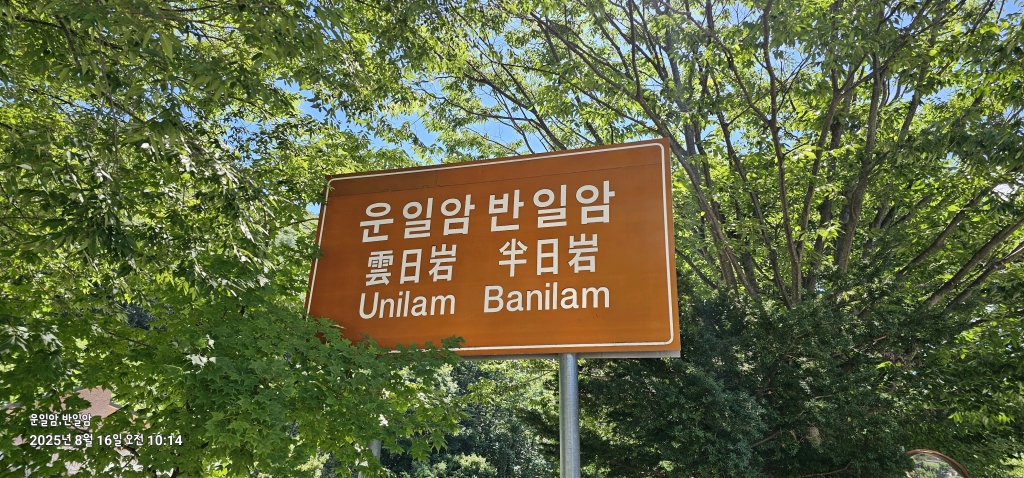 운일암 반일암
雲日岩 半日岩
Unilam Banilam
운일암,반일암
2025년 8월 16일 오전 10:14